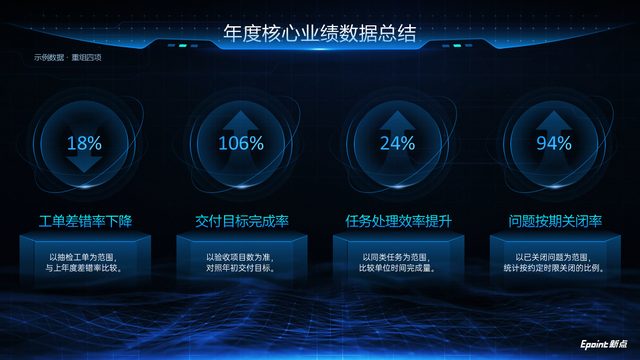 年度核心业绩数据总结
示例数据 · 重组四项
18%
106%
24%
94%
工单差错率下降
交付目标完成率
任务处理效率提升
问题按期关闭率
以抽检工单为范围，
与上年度差错率比较。
以验收项目数为准，
对照年初交付目标。
以同类任务为范围，
比较单位时间完成量。
以已关闭问题为范围，
统计按约定时限关闭的比例。
Epoint 新点